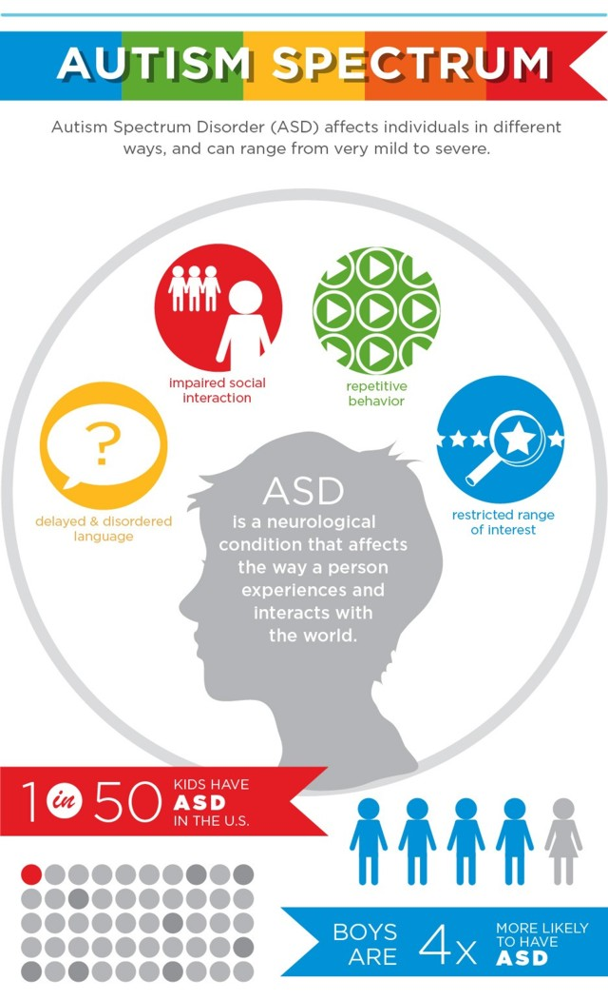 AUTISM SPECTRUM
Autism Spectrum Disorder (ASD) affects individuals in different
ways, and can range from very mild to severe.
impaired social
interaction
repetitive
behavior
?
delayed & disordered
language
restricted range
of interest
ASD
is a neurological
condition that affects
the way a person
experiences and
interacts with
the world.
1 in 50
KIDS HAVE
ASD
IN THE U.S.
BOYS
ARE
4x
MORE LIKELY
TO HAVE
ASD